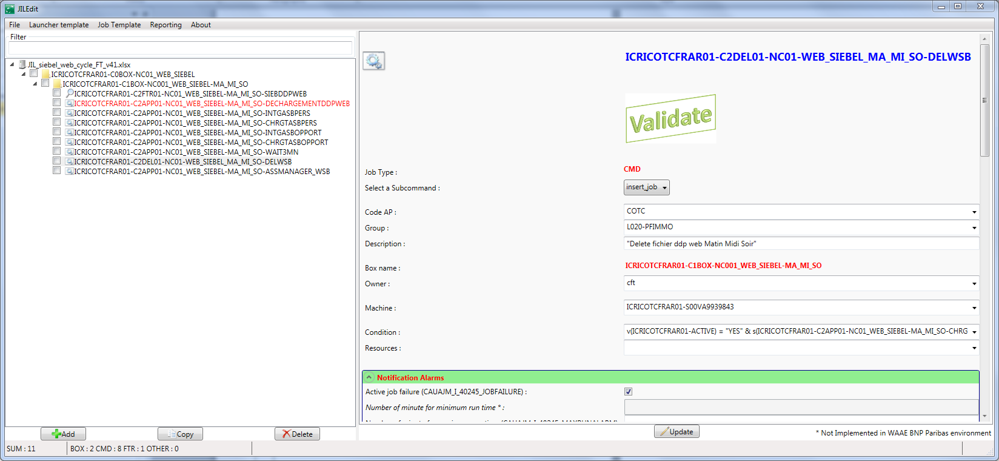 JILEdit
File Launcher template Job Template Reporting About
Filter
JIL_siebel_web_cycle_FT_v41.xlsx
ICRICOTCFRAR01-C0BOX-NC01_WEB_SIEBEL
ICRICOTCFRAR01-C1BOX-NC001_WEB_SIEBEL-MA_MI_SO
ICRICOTCFRAR01-C2FTR01-NC01_WEB_SIEBEL-MA_MI_SO-SIEBDDPWEB
ICRICOTCFRAR01-C2APP01-NC01_WEB_SIEBEL-MA_MI_SO-DECHARGEMENTDDPWEB
ICRICOTCFRAR01-C2APP01-NC01_WEB_SIEBEL-MA_MI_SO-INTGASBPERS
ICRICOTCFRAR01-C2APP01-NC01_WEB_SIEBEL-MA_MI_SO-CHRGTASBPERS
ICRICOTCFRAR01-C2APP01-NC01_WEB_SIEBEL-MA_MI_SO-INTGASBOPPORT
ICRICOTCFRAR01-C2APP01-NC01_WEB_SIEBEL-MA_MI_SO-CHRGTASBOPPORT
ICRICOTCFRAR01-C2APP01-NC01_WEB_SIEBEL-MA_MI_SO-WAIT3MN
ICRICOTCFRAR01-C2DEL01-NC01-WEB_SIEBEL_MA_MI_SO-DELWSB
ICRICOTCFRAR01-C2APP01-NC01_WEB_SIEBEL-MA_MI_SO-ASSMANAGER_WSB
Add Copy Delete
SUM : 11 BOX : 2 CMD : 8 FTR : 1 OTHER : 0
ICRICOTCFRAR01-C2DEL01-NC01-WEB_SIEBEL_MA_MI_SO-DELWSB
Validate
Job Type : CMD
Select a Subcommand : insert_job
Code AP : COTC
Group : L020-PFIMMO
Description : "Delete fichier ddp web Matin Midi Soir"
Box name : ICRICOTCFRAR01-C1BOX-NC001_WEB_SIEBEL-MA_MI_SO
Owner : cft
Machine : ICRICOTCFRAR01-S00VA9939843
Condition : v(ICRICOTCFRAR01-ACTIVE) = "YES" & s(ICRICOTCFRAR01-C2APP01-NC01_WEB_SIEBEL-MA_MI_SO-CHRG
Resources :
Notification Alarms
Active job failure (CAUAJM_I_40245_JOBFAILURE) :
Number of minute for minimum run time * :
Update
* Not Implemented in WAAE BNP Paribas environment